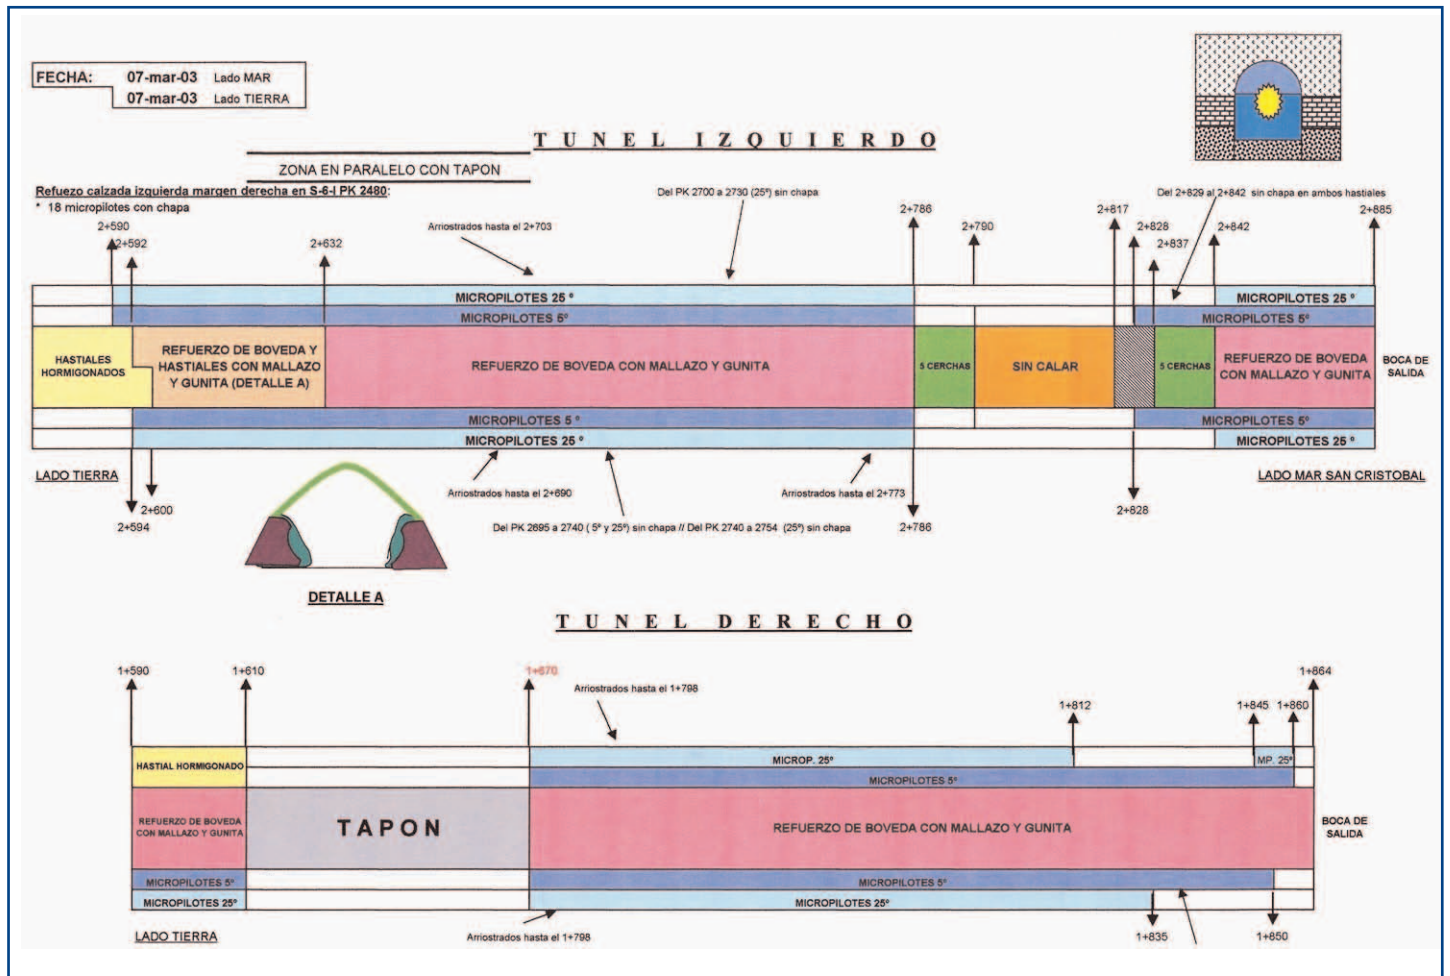 FECHA: 07-mar-03 Lado MAR
07-mar-03 Lado TIERRA
TUNEL IZQUIERDO
ZONA EN PARALELO CON TAPON
Refuezo calzada izquierda margen derecha en S-6-I PK 2480:
* 18 micropilotes con chapa
Del PK 2700 a 2730 (25º) sin chapa
Del 2+829 al 2+842 sin chapa en ambos hastiales
Arriostrados hasta el 2+703
2+590
2+592
2+632
2+786
2+790
2+817
2+828
2+837
2+842
2+885
MICROPILOTES 25 º
MICROPILOTES 25 º
MICROPILOTES 5º
MICROPILOTES 5º
HASTIALES
HORMIGONADOS
REFUERZO DE BOVEDA Y
HASTIALES CON MALLAZO
Y GUNITA (DETALLE A)
REFUERZO DE BOVEDA CON MALLAZO Y GUNITA
5 CERCHAS
SIN CALAR
5 CERCHAS
REFUERZO DE BOVEDA
CON MALLAZO Y GUNITA
BOCA DE
SALIDA
MICROPILOTES 5 º
MICROPILOTES 5º
MICROPILOTES 25 º
MICROPILOTES 25 º
LADO TIERRA
LADO MAR SAN CRISTOBAL
Arriostrados hasta el 2+690
Arriostrados hasta el 2+773
2+594
2+600
Del PK 2695 a 2740 ( 5º y 25º) sin chapa // Del PK 2740 a 2754 (25º) sin chapa
2+786
2+828
DETALLE A
TUNEL DERECHO
1+590
1+610
1+670
Arriostrados hasta el 1+798
1+812
1+845
1+860
1+864
HASTIAL HORMIGONADO
MICROP. 25º
MP. 25º
MICROPILOTES 5º
REFUERZO DE BOVEDA
CON MALLAZO Y GUNITA
TAPON
REFUERZO DE BOVEDA CON MALLAZO Y GUNITA
BOCA DE
SALIDA
MICROPILOTES 5º
MICROPILOTES 5º
MICROPILOTES 25º
MICROPILOTES 25º
LADO TIERRA
Arriostrados hasta el 1+798
1+835
1+850